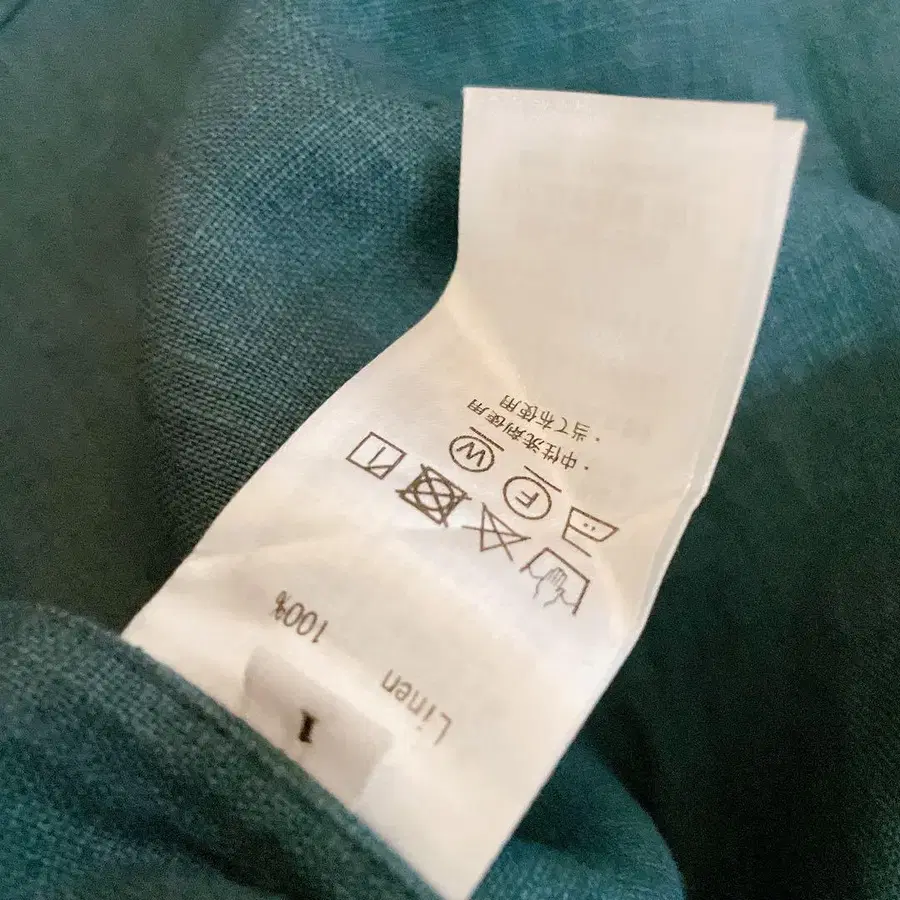 1
Linen 100%
F
W
・中性洗剤使用
・当て布使用